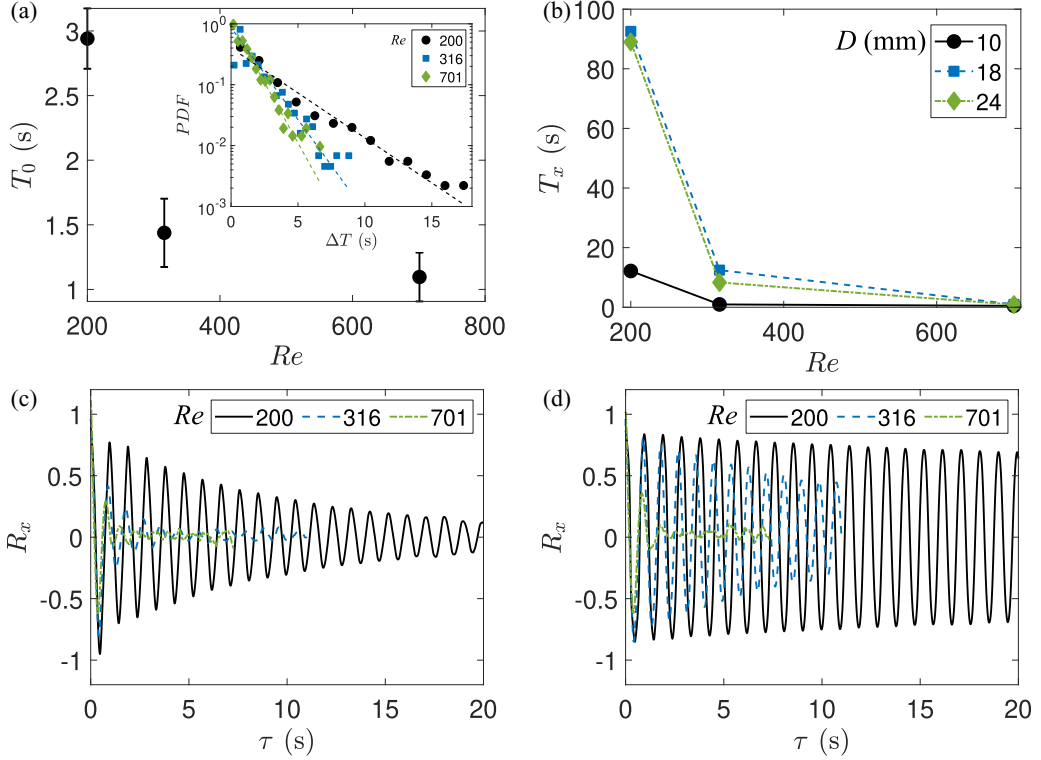 (a)
T₀ (s)
3
2.5
2
1.5
1
200
400
600
800
Re
PDF
10⁰
10⁻¹
10⁻²
10⁻³
0
5
10
15
ΔT (s)
Re
200
316
701
(b)
Tₓ (s)
100
80
60
40
20
0
200
400
600
Re
D (mm)
10
18
24
(c)
Re 200 316 701
Rₓ
1
0.5
0
-0.5
-1
0
5
10
15
20
τ (s)
(d)
Re 200 316 701
Rₓ
1
0.5
0
-0.5
-1
0
5
10
15
20
τ (s)